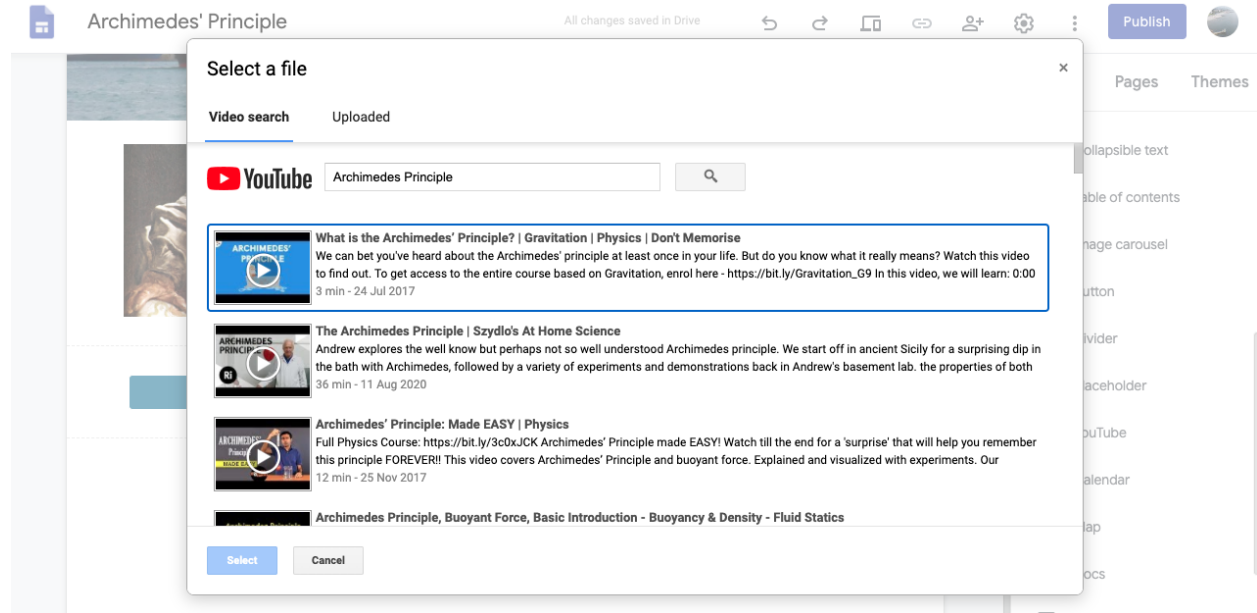 Archimedes' Principle
All changes saved in Drive
Publish
Select a file
×
Video search
Uploaded
Pages
Themes
YouTube
Archimedes Principle
ARCHIMEDES'
PRINCIPLE
What is the Archimedes' Principle? | Gravitation | Physics | Don't Memorise
We can bet you've heard about the Archimedes' principle at least once in your life. But do you know what it really means? Watch this video
to find out. To get access to the entire course based on Gravitation, enrol here - https://bit.ly/Gravitation_G9 In this video, we will learn: 0:00
3 min - 24 Jul 2017
ARCHIMEDES
PRINCIPLE
Ri
The Archimedes Principle | Szydlo's At Home Science
Andrew explores the well know but perhaps not so well understood Archimedes principle. We start off in ancient Sicily for a surprising dip in
the bath with Archimedes, followed by a variety of experiments and demonstrations back in Andrew's basement lab. the properties of both
36 min - 11 Aug 2020
ARCHIMEDES'
MADE EASY
Archimedes' Principle: Made EASY | Physics
Full Physics Course: https://bit.ly/3c0xJCK Archimedes' Principle made EASY! Watch till the end for a 'surprise' that will help you remember
this principle FOREVER!! This video covers Archimedes' Principle and buoyant force. Explained and visualized with experiments. Our
12 min - 25 Nov 2017
Archimedes Principle, Buoyant Force, Basic Introduction - Buoyancy & Density - Fluid Statics
Select
Cancel
ollapsible text
able of contents
mage carousel
utton
ivider
laceholder
ouTube
alendar
ap
ocs